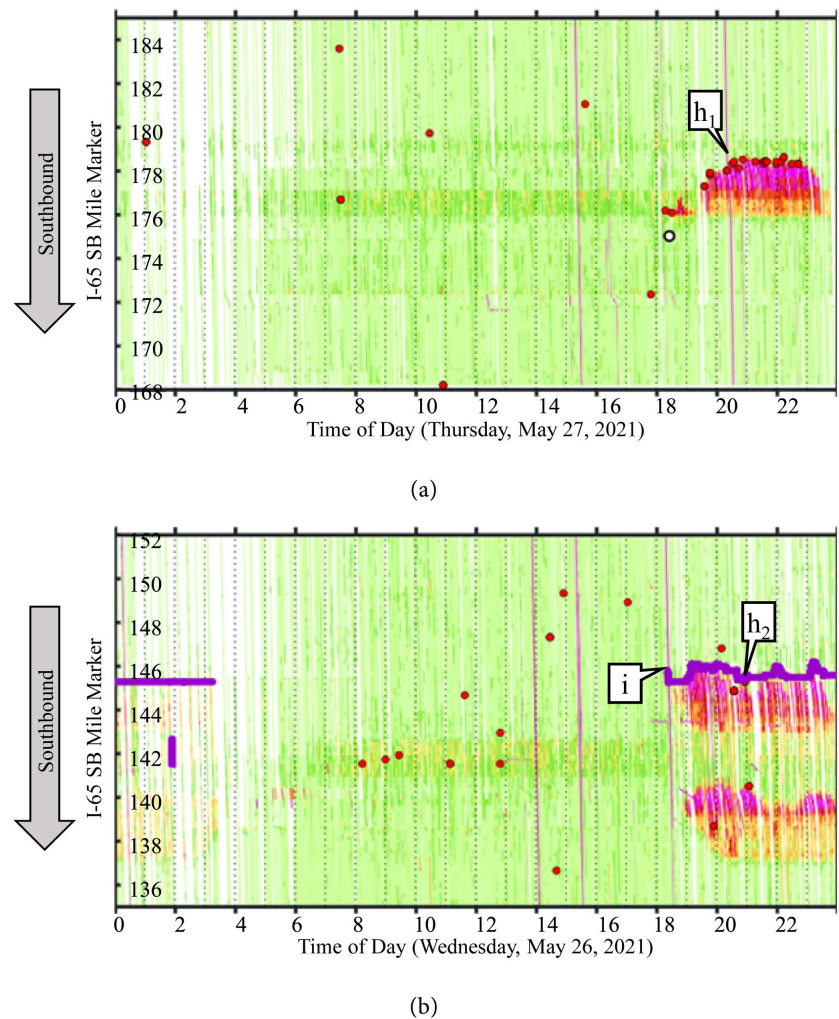 184
182
180
178
176
174
172
170
168
I-65 SB Mile Marker
Southbound
h1
0 2 4 6 8 10 12 14 16 18 20 22
Time of Day (Thursday, May 27, 2021)
(a)
152
150
148
146
144
142
140
138
136
I-65 SB Mile Marker
Southbound
i
h2
0 2 4 6 8 10 12 14 16 18 20 22
Time of Day (Wednesday, May 26, 2021)
(b)